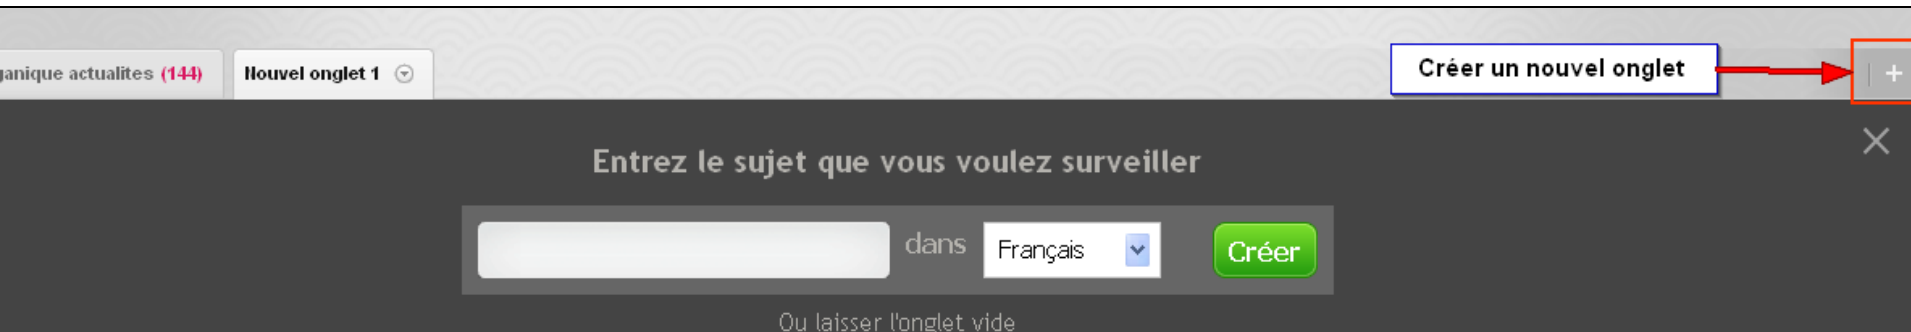 actualites (144)
Nouvel onglet 1
Créer un nouvel onglet
+
Entrez le sujet que vous voulez surveiller
dans
Français
Créer
Ou laisser l'onglet vide